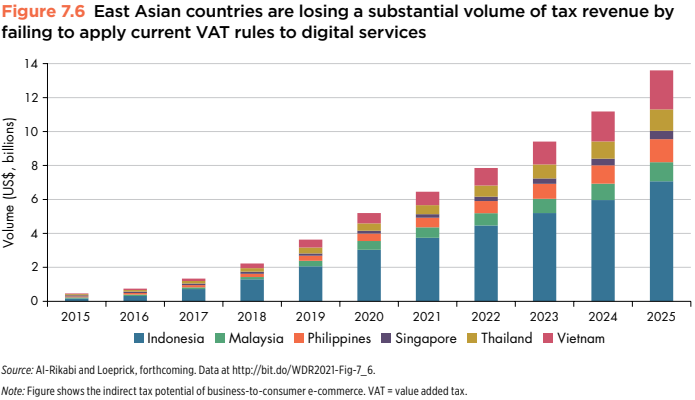 Figure 7.6 East Asian countries are losing a substantial volume of tax revenue by
failing to apply current VAT rules to digital services
Volume (US$, billions)
14
12
10
8
6
4
2
0
2015 2016 2017 2018 2019 2020 2021 2022 2023 2024 2025
Indonesia Malaysia Philippines Singapore Thailand Vietnam
Source: Al-Rikabi and Loeprick, forthcoming. Data at http://bit.do/WDR2021-Fig-7_6.
Note: Figure shows the indirect tax potential of business-to-consumer e-commerce. VAT = value added tax.